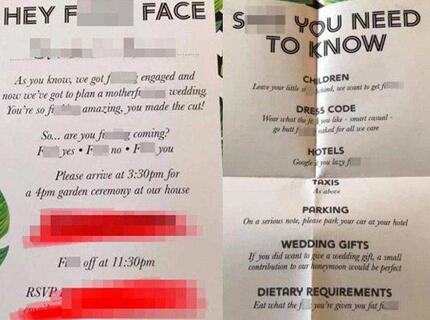 HEY F FACE
As you know, we got f g engaged and
now we've got to plan a motherf wedding.
You're so f amazing, you made the cut!
So... are you f g coming?
F yes • F no • F you
Please arrive at 3:30pm for
a 4pm garden ceremony at our house
F off at 11:30pm
RSVP
S YOU NEED
TO KNOW
CHILDREN
Leave your little s behind, we want to get f
DRESS CODE
Wear what the f you like - smart casual -
go butt f naked for all we care
HOTELS
Google it you lazy f
TAXIS
As above
PARKING
On a serious note, please park your car at your hotel
WEDDING GIFTS
If you did want to give a wedding gift, a small
contribution to our honeymoon would be perfect
DIETARY REQUIREMENTS
Eat what the f you're given you fat f